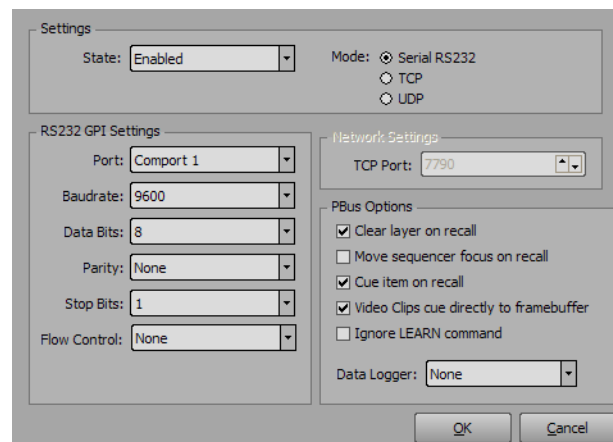 Settings
State: Enabled
Mode: Serial RS232
TCP
UDP
RS232 GPI Settings
Port: Comport 1
Baudrate: 9600
Data Bits: 8
Parity: None
Stop Bits: 1
Flow Control: None
Network Settings
TCP Port: 7790
PBus Options
Clear layer on recall
Move sequencer focus on recall
Cue item on recall
Video Clips cue directly to framebuffer
Ignore LEARN command
Data Logger: None
OK Cancel